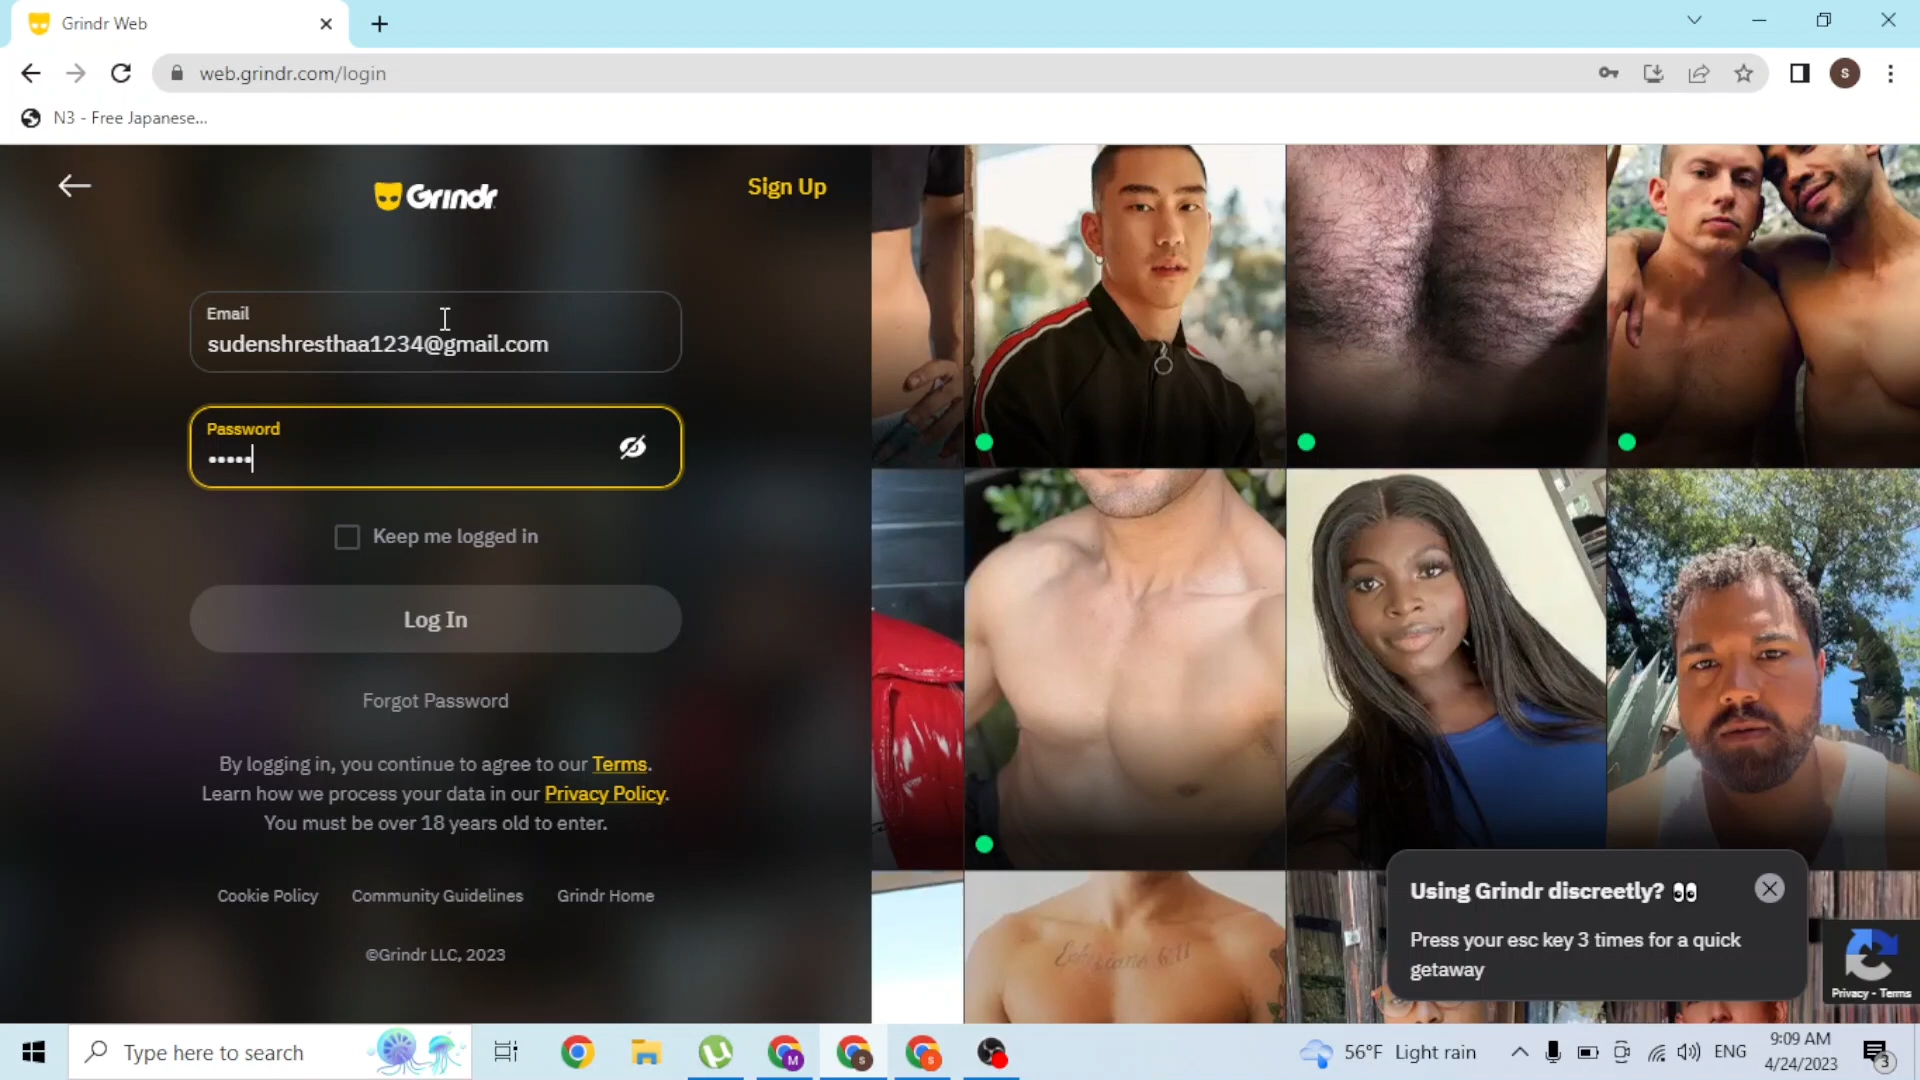 Grindr Web
web.grindr.com/login
S
N3 - Free Japanese...
Grindr
Sign Up
Email
sudenshresthaa1234@gmail.com
Password
•••••
Keep me logged in
Log In
Forgot Password
By logging in, you continue to agree to our Terms.
Learn how we process your data in our Privacy Policy.
You must be over 18 years old to enter.
Cookie Policy Community Guidelines Grindr Home
©Grindr LLC, 2023
Ephesians 6:11
Using Grindr discreetly? 👀
Press your esc key 3 times for a quick
getaway
Privacy - Terms
Type here to search
M
S
S
56°F Light rain
ENG
9:09 AM
4/24/2023
3